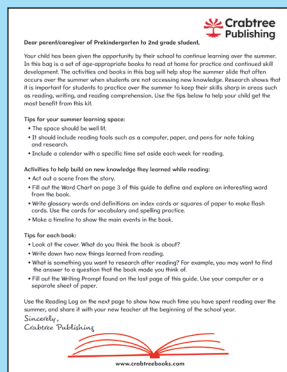 Crabtree
Publishing
Dear parent/caregiver of Prekindergarten to 2nd grade student,
Your child has been given the opportunity by their school to continue learning over the summer.
In this bag is a set of age-appropriate books to read at home for practice and continued skill
development. The activities and books in this bag will help stop the summer slide that often
occurs over the summer when students are not accessing new knowledge. Research shows that
it is important for students to practice over the summer to keep their skills sharp in areas such
as reading, writing, and reading comprehension. Use the tips below to help your child get the
most benefit from this kit.
Tips for your summer learning space:
• The space should be well lit.
• It should include reading tools such as a computer, paper, and pens for note taking
and research.
• Include a calendar with a specific time set aside each week for reading.
Activities to help build on new knowledge they learned while reading:
• Act out a scene from the story.
• Fill out the Word Chart on page 3 of this guide to define and explore an interesting word
from the book.
• Write glossary words and definitions on index cards or squares of paper to make flash
cards. Use the cards for vocabulary and spelling practice.
• Make a timeline to show the main events in the book.
Tips for each book:
• Look at the cover. What do you think the book is about?
• Write down two new things learned from reading.
• What is something you want to research after reading? For example, you may want to find
the answer to a question that the book made you think of.
• Fill out the Writing Prompt found on the last page of this guide. Use your computer or a
separate sheet of paper.
Use the Reading Log on the next page to show how much time you have spent reading over the
summer, and share it with your new teacher at the beginning of the school year.
Sincerely,
Crabtree Publishing
www.crabtreebooks.com